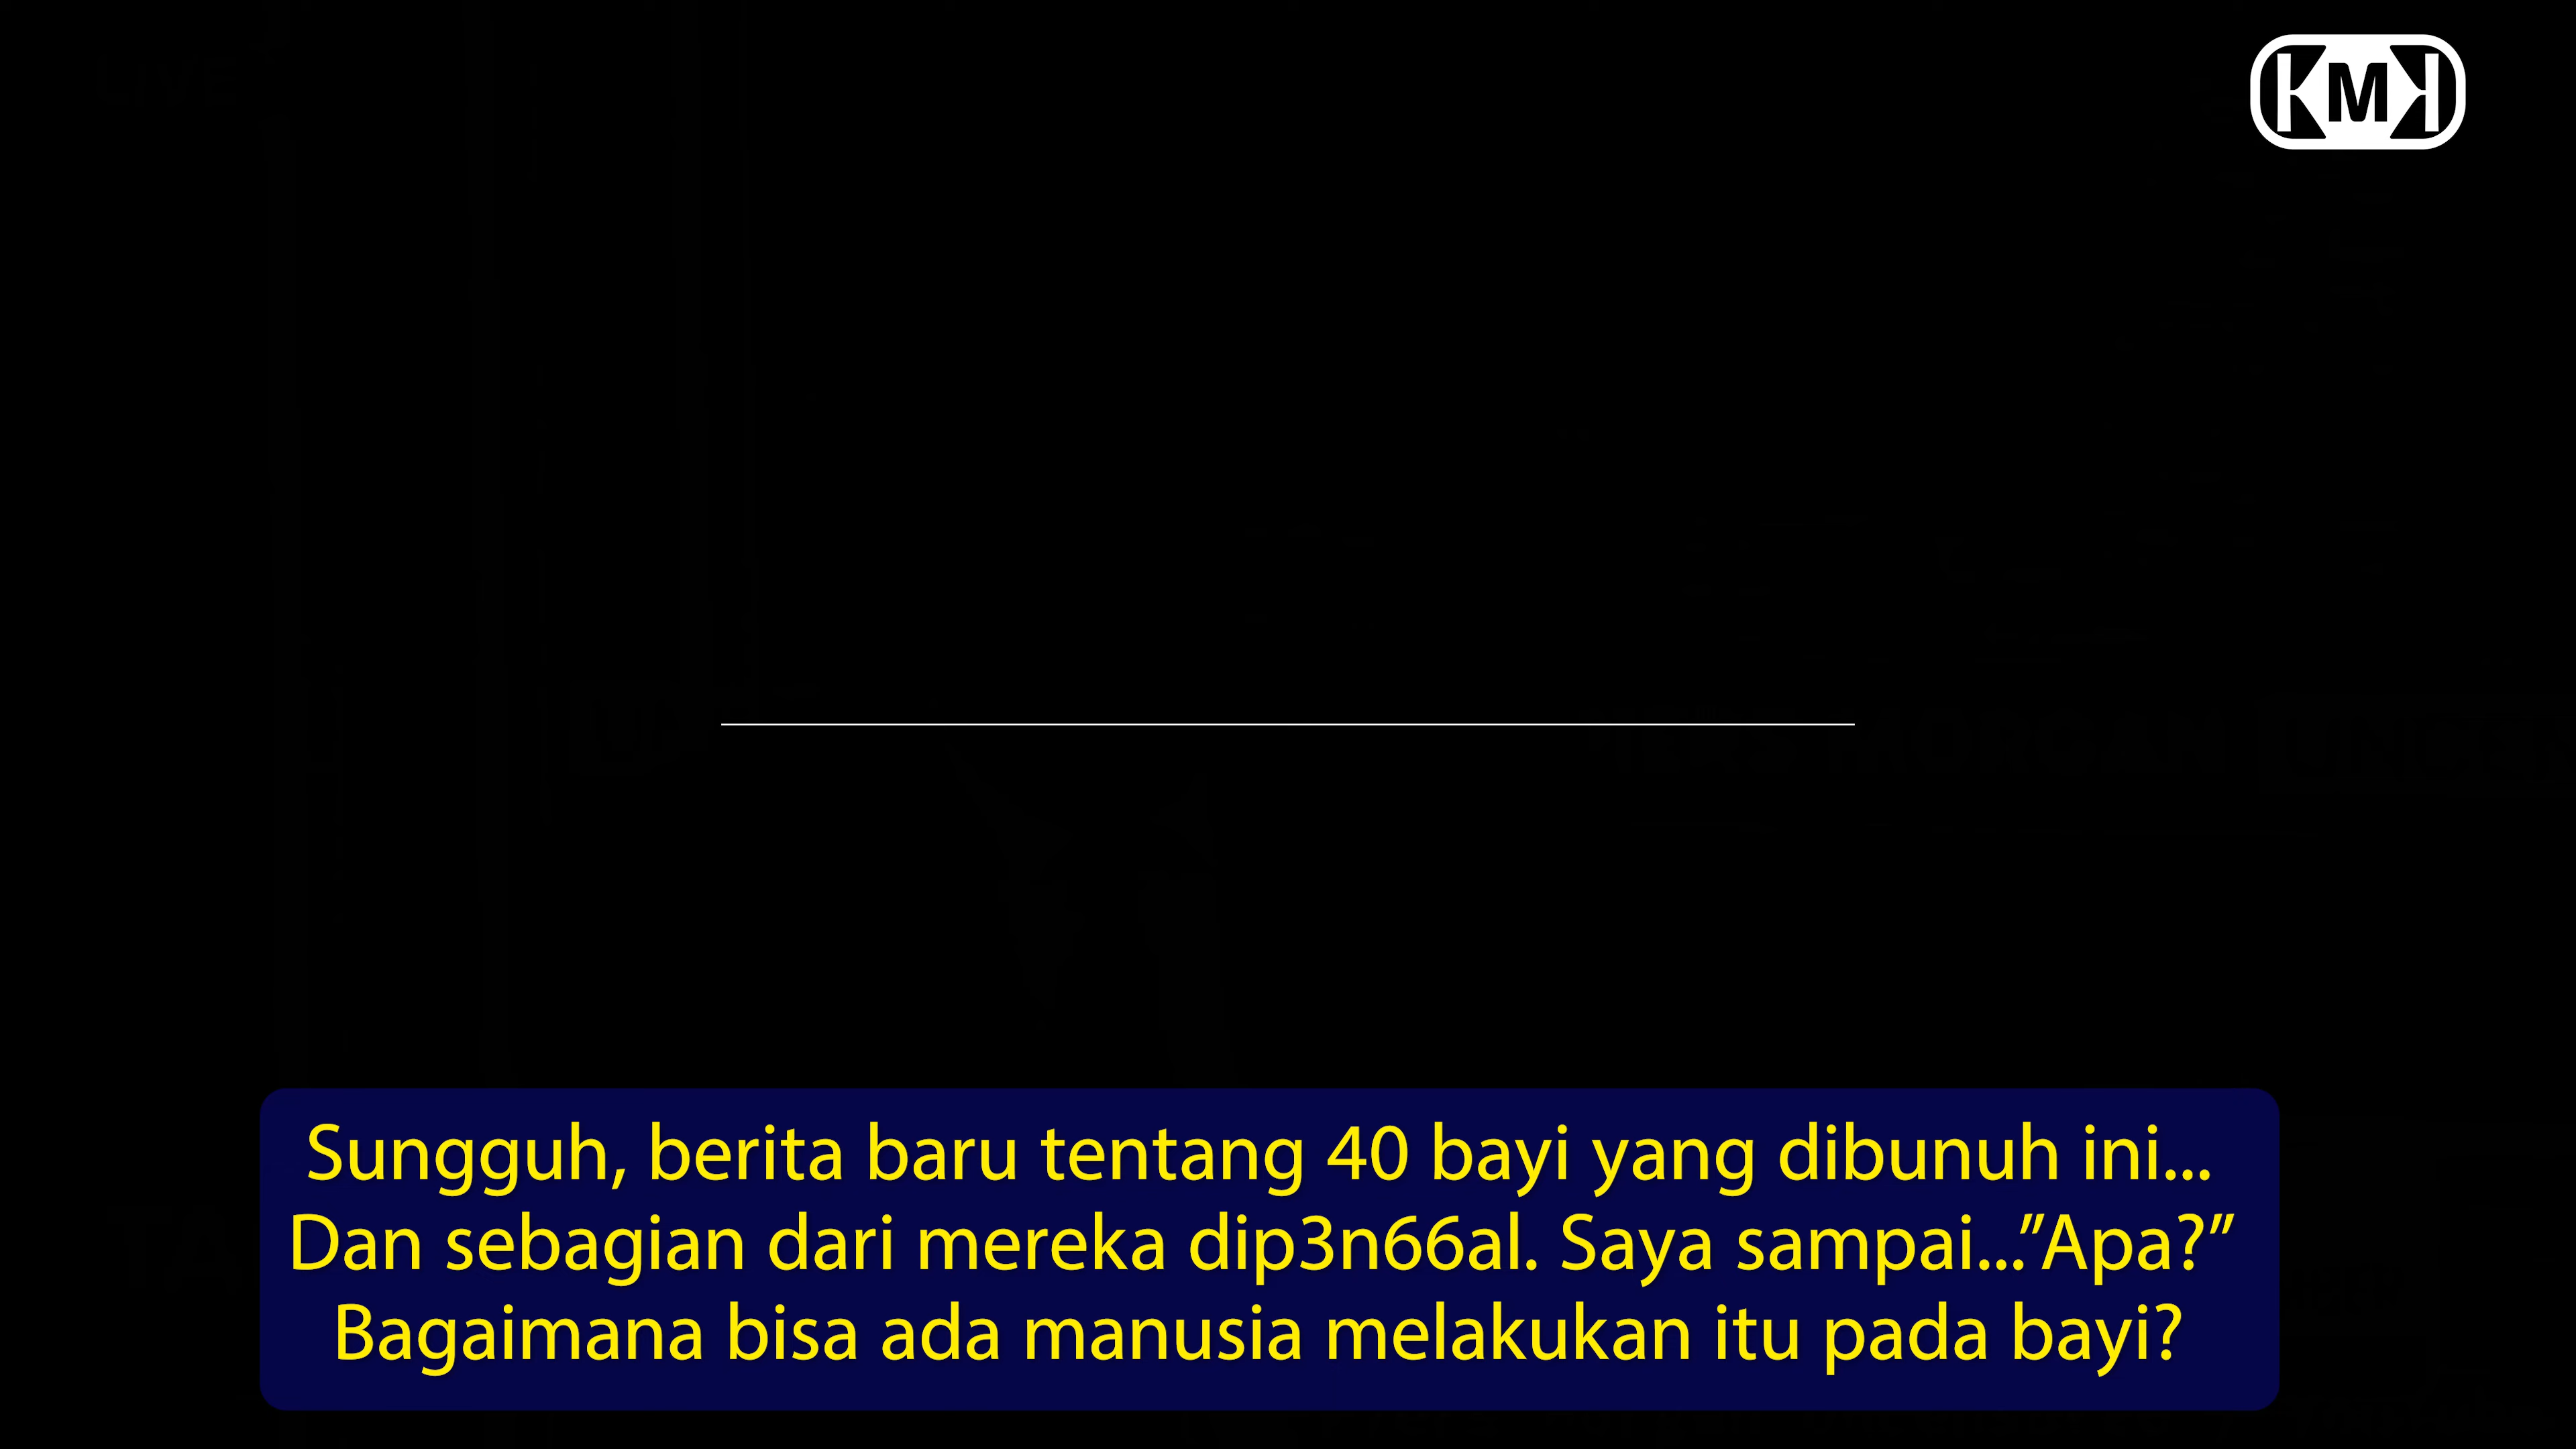 KMK
Sungguh, berita baru tentang 40 bayi yang dibunuh ini...
Dan sebagian dari mereka dip3n66al. Saya sampai...”Apa?”
Bagaimana bisa ada manusia melakukan itu pada bayi?